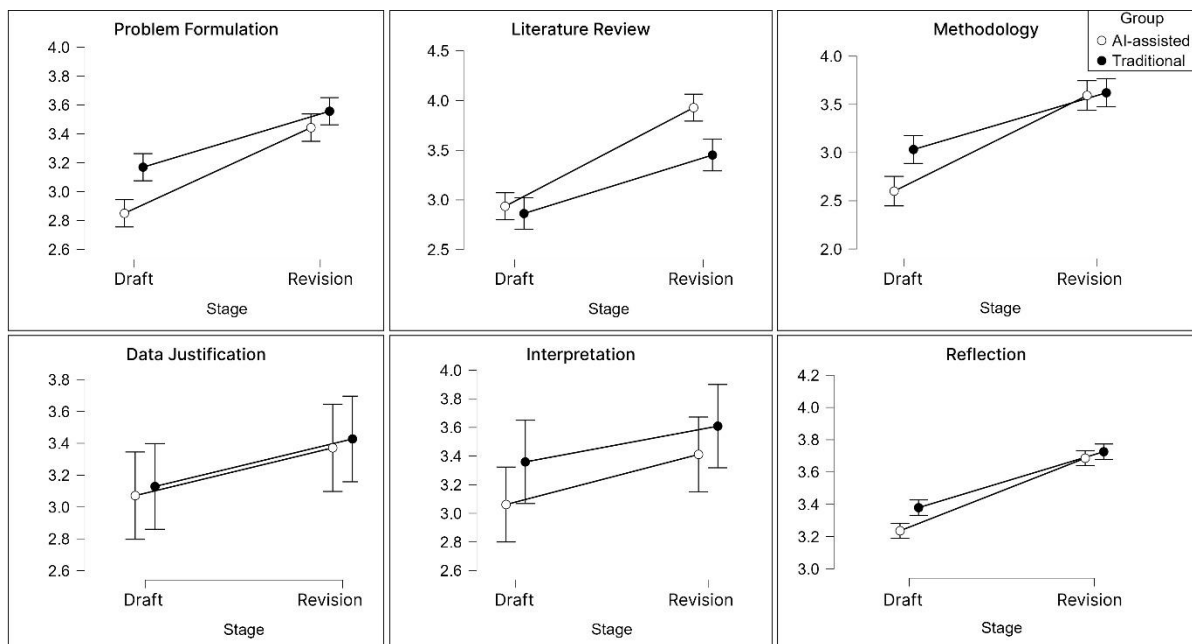 Problem Formulation
4.0
3.8
3.6
3.4
3.2
3.0
2.8
2.6
Draft
Revision
Stage
Literature Review
4.5
4.0
3.5
3.0
2.5
Draft
Revision
Stage
Methodology
Group
AI-assisted
Traditional
4.0
3.5
3.0
2.5
2.0
Draft
Revision
Stage
Data Justification
3.8
3.6
3.4
3.2
3.0
2.8
2.6
Draft
Revision
Stage
Interpretation
4.0
3.8
3.6
3.4
3.2
3.0
2.8
2.6
Draft
Revision
Stage
Reflection
4.2
4.0
3.8
3.6
3.4
3.2
3.0
Draft
Revision
Stage